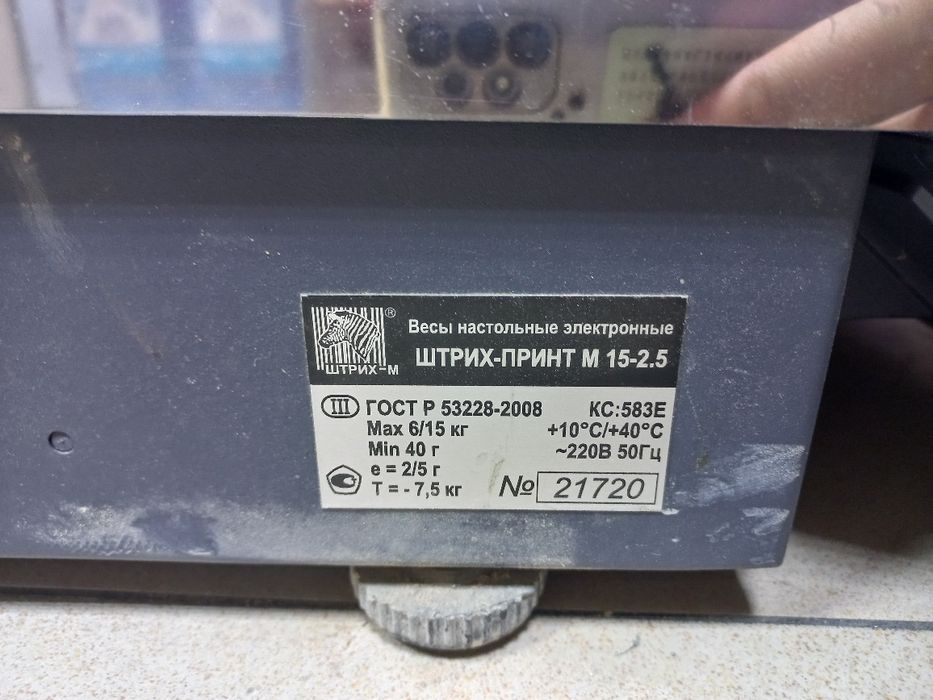 ШТРИХ-М
®
Весы настольные электронные
ШТРИХ-ПРИНТ М 15-2.5
III ГОСТ Р 53228-2008 КС:583Е
Max 6/15 кг +10°С/+40°С
Min 40 г ~220В 50Гц
e = 2/5 г
T = - 7,5 кг № 21720